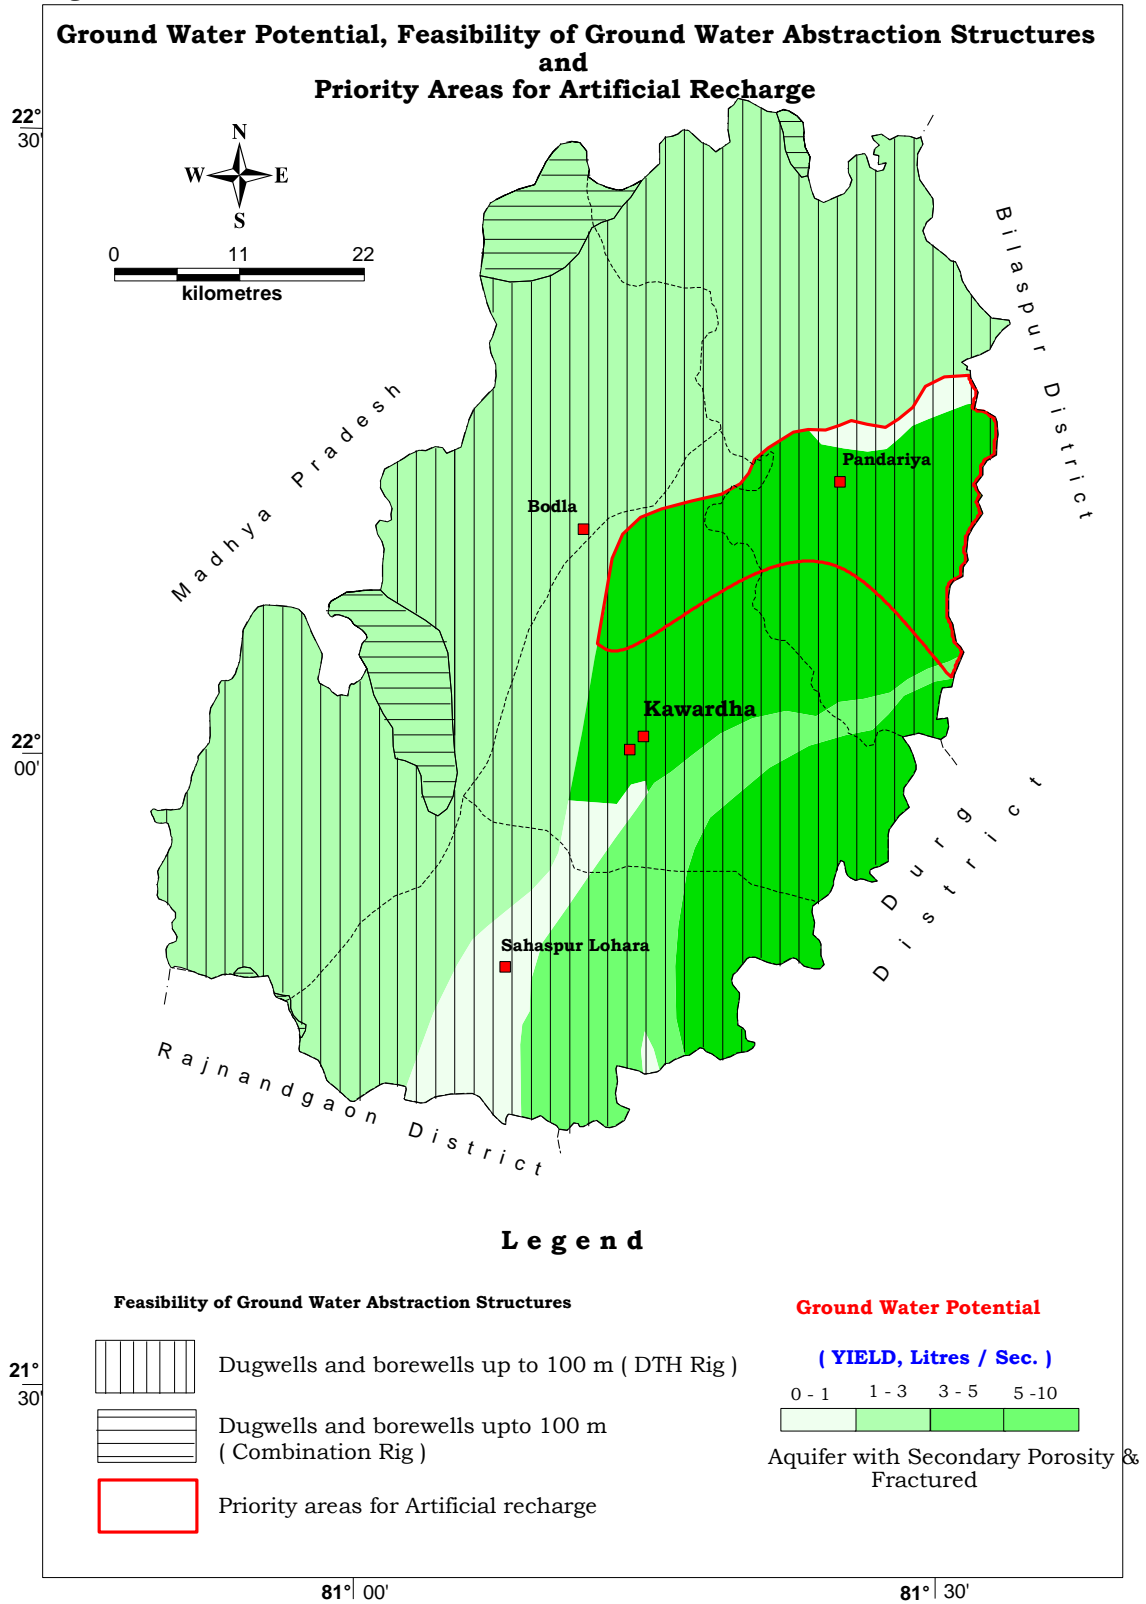 Ground Water Potential, Feasibility of Ground Water Abstraction Structures
and
Priority Areas for Artificial Recharge
22°
30'
N
W
E
S
0 11 22
kilometres
Bilaspur District
Madhya Pradesh
Pandariya
Bodla
Kawardha
22°
00'
Durg
District
Sahaspur Lohara
Rajnandgaon District
Legend
Feasibility of Ground Water Abstraction Structures
Dugwells and borewells up to 100 m ( DTH Rig )
Dugwells and borewells upto 100 m
( Combination Rig )
Priority areas for Artificial recharge
Ground Water Potential
( YIELD, Litres / Sec. )
0 - 1 1 - 3 3 - 5 5 -10
Aquifer with Secondary Porosity &
Fractured
21°
30'
81° 00'
81° 30'